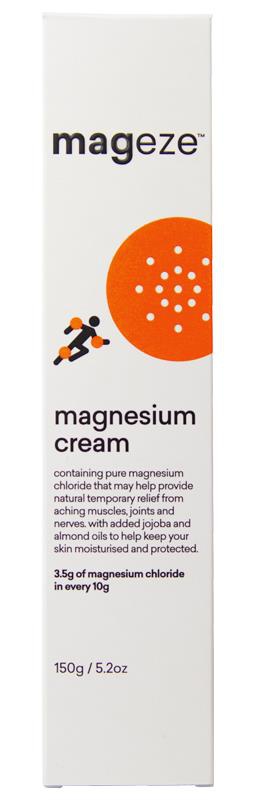 mageze™
magnesium
cream
containing pure magnesium
chloride that may help provide
natural temporary relief from
aching muscles, joints and
nerves. with added jojoba and
almond oils to help keep your
skin moisturised and protected.
3.5g of magnesium chloride
in every 10g
150g / 5.2oz